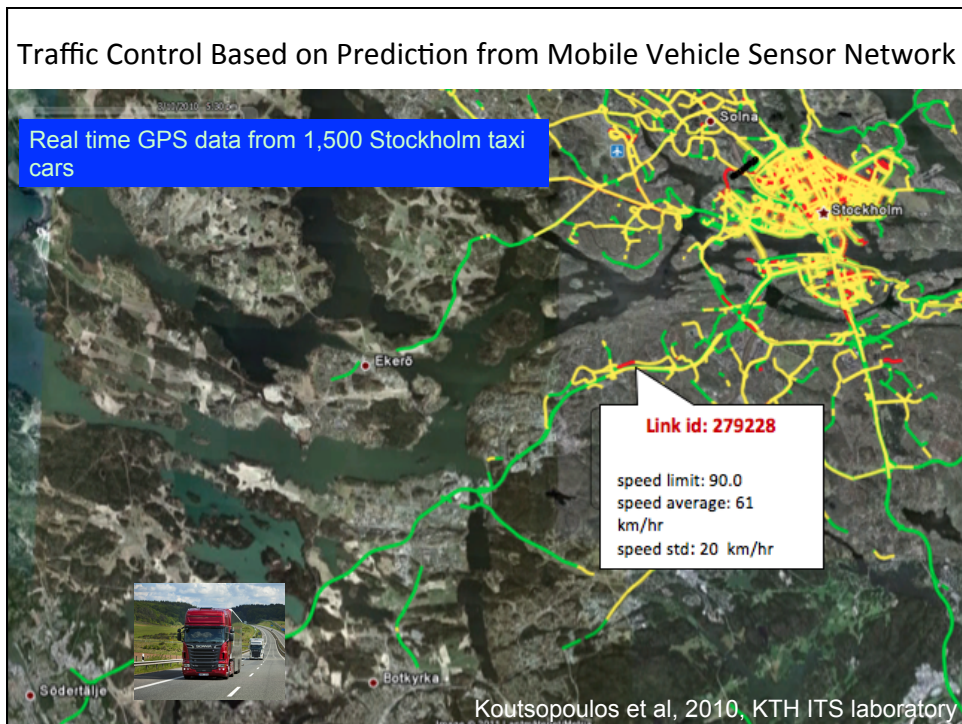 Traffic Control Based on Prediction from Mobile Vehicle Sensor Network
Real time GPS data from 1,500 Stockholm taxi
cars
Solna
Stockholm
Ekerö
Link id: 279228
speed limit: 90.0
speed average: 61
km/hr
speed std: 20 km/hr
Botkyrka
Södertälje
Koutsopoulos et al, 2010, KTH ITS laboratory